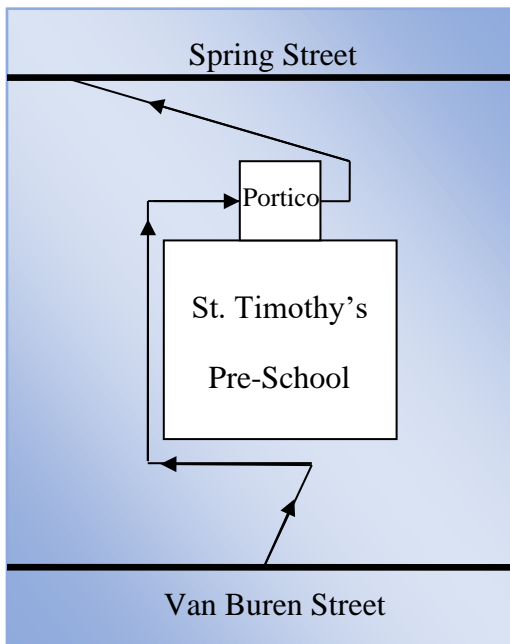 Spring Street
Portico
St. Timothy’s
Pre-School
Van Buren Street